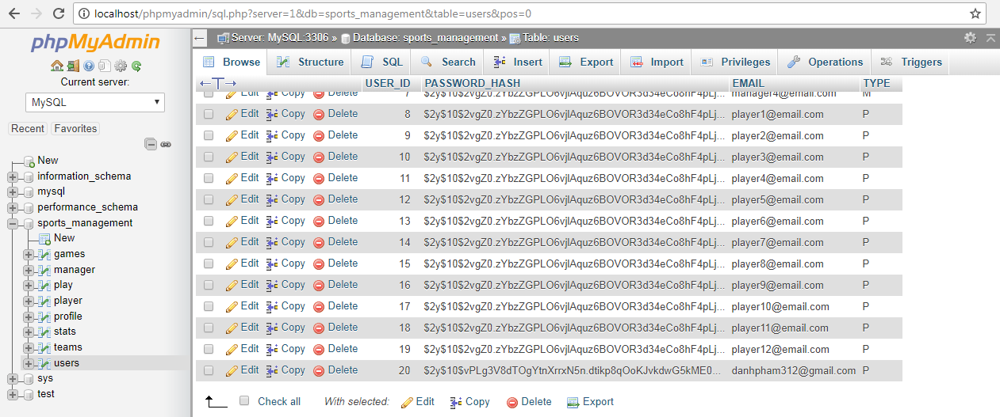 localhost/phpmyadmin/sql.php?server=1&db=sports_management&table=users&pos=0
phpMyAdmin
Current server:
MySQL
Recent Favorites
New
information_schema
mysql
performance_schema
sports_management
New
games
manager
play
player
profile
stats
teams
users
sys
test
Server: MySQL:3306 » Database: sports_management » Table: users
Browse Structure SQL Search Insert Export Import Privileges Operations Triggers
USER_ID PASSWORD_HASH EMAIL TYPE
Edit Copy Delete 7 $2y$10$2vgZ0.zYbzZGPLO6vjlAquz6BOVOR3d34eCo8hF4pLj... manager4@email.com M
Edit Copy Delete 8 $2y$10$2vgZ0.zYbzZGPLO6vjlAquz6BOVOR3d34eCo8hF4pLj... player1@email.com P
Edit Copy Delete 9 $2y$10$2vgZ0.zYbzZGPLO6vjlAquz6BOVOR3d34eCo8hF4pLj... player2@email.com P
Edit Copy Delete 10 $2y$10$2vgZ0.zYbzZGPLO6vjlAquz6BOVOR3d34eCo8hF4pLj... player3@email.com P
Edit Copy Delete 11 $2y$10$2vgZ0.zYbzZGPLO6vjlAquz6BOVOR3d34eCo8hF4pLj... player4@email.com P
Edit Copy Delete 12 $2y$10$2vgZ0.zYbzZGPLO6vjlAquz6BOVOR3d34eCo8hF4pLj... player5@email.com P
Edit Copy Delete 13 $2y$10$2vgZ0.zYbzZGPLO6vjlAquz6BOVOR3d34eCo8hF4pLj... player6@email.com P
Edit Copy Delete 14 $2y$10$2vgZ0.zYbzZGPLO6vjlAquz6BOVOR3d34eCo8hF4pLj... player7@email.com P
Edit Copy Delete 15 $2y$10$2vgZ0.zYbzZGPLO6vjlAquz6BOVOR3d34eCo8hF4pLj... player8@email.com P
Edit Copy Delete 16 $2y$10$2vgZ0.zYbzZGPLO6vjlAquz6BOVOR3d34eCo8hF4pLj... player9@email.com P
Edit Copy Delete 17 $2y$10$2vgZ0.zYbzZGPLO6vjlAquz6BOVOR3d34eCo8hF4pLj... player10@email.com P
Edit Copy Delete 18 $2y$10$2vgZ0.zYbzZGPLO6vjlAquz6BOVOR3d34eCo8hF4pLj... player11@email.com P
Edit Copy Delete 19 $2y$10$2vgZ0.zYbzZGPLO6vjlAquz6BOVOR3d34eCo8hF4pLj... player12@email.com P
Edit Copy Delete 20 $2y$10$vPLg3V8dTOgYtnXrrxN5n.dtikp8qOoKJvkdwG5kME0... danhpham312@gmail.com P
Check all With selected: Edit Copy Delete Export